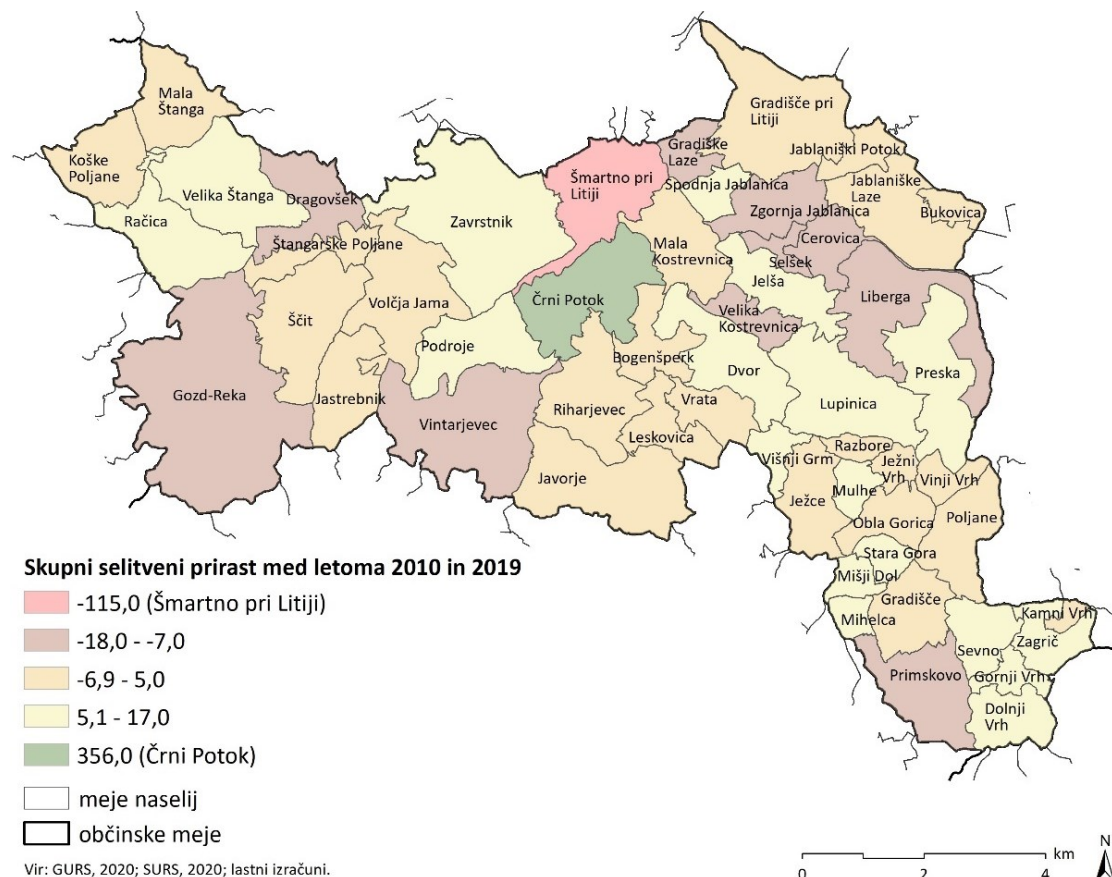 Mala
Štanga
Koške
Poljane
Velika Štanga
Račica
Dragovšek
Štangarske Poljane
Zavrstnik
Šmartno pri
Litiji
Gradiške
Laze
Gradišče pri
Litiji
Jablaniški Potok
Spodnja Jablanica
Jablaniške
Laze
Zgornja Jablanica
Bukovica
Cerovica
Mala
Kostrevnica
Selšek
Jelša
Liberga
Črni Potok
Volčja Jama
Ščit
Velika
Kostrevnica
Podroje
Bogenšperk
Dvor
Preska
Gozd-Reka
Jastrebnik
Vintarjevec
Riharjevec
Vrata
Lupinica
Leskovica
Javorje
Višnji Grm
Razbore
Ježni
Vrh
Vinji Vrh
Ježce
Mulhe
Obla Gorica
Poljane
Stara Gora
Mišji Dol
Gradišče
Mihelca
Kamni Vrh
Zagrič
Sevno
Primskovo
Gornji Vrh
Dolnji
Vrh
Skupni selitveni prirast med letoma 2010 in 2019
-115,0 (Šmartno pri Litiji)
-18,0 - -7,0
-6,9 - 5,0
5,1 - 17,0
356,0 (Črni Potok)
meje naselij
občinske meje
Vir: GURS, 2020; SURS, 2020; lastni izračuni.
km
0 2 4
N